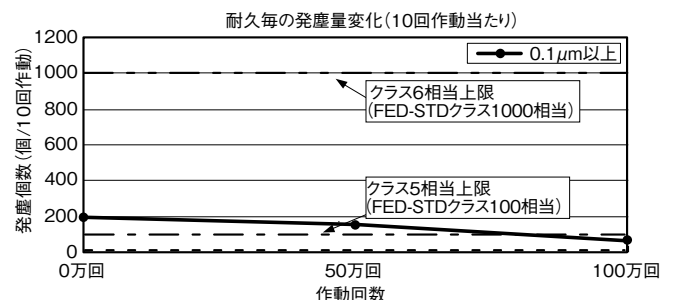 耐久毎の発塵量変化(10回作動当たり)
1200
1000
800
600
400
200
0
発塵個数(個/10回作動)
0.1μm以上
クラス6相当上限
(FED-STDクラス1000相当)
クラス5相当上限
(FED-STDクラス100相当)
0万回
50万回
100万回
作動回数